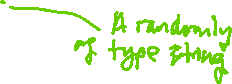 A randomly
of type string